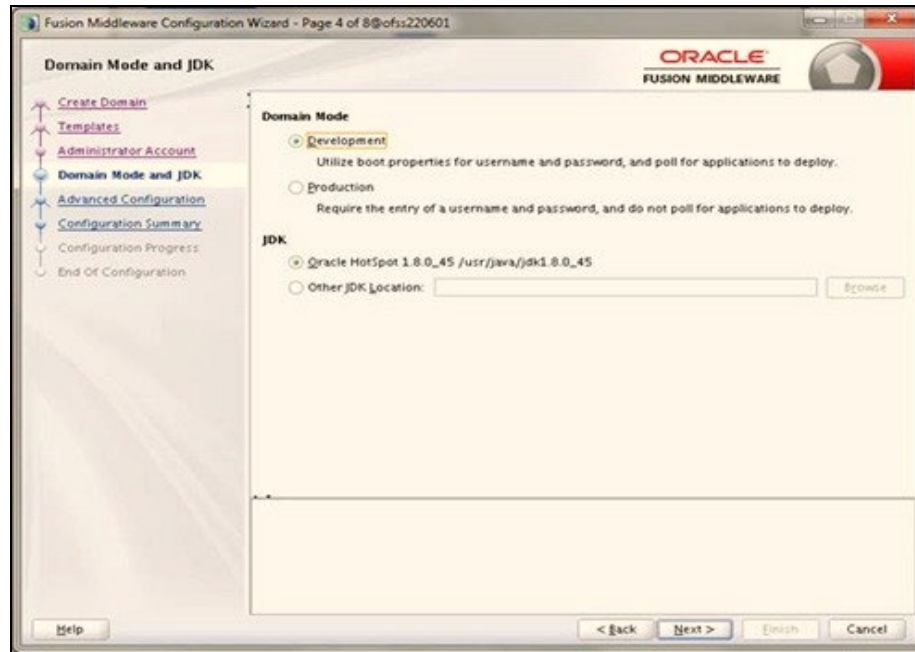 Fusion Middleware Configuration Wizard - Page 4 of 8@ofss220601
Domain Mode and JDK
ORACLE
FUSION MIDDLEWARE
Create Domain
Templates
Administrator Account
Domain Mode and JDK
Advanced Configuration
Configuration Summary
Configuration Progress
End Of Configuration
Domain Mode
Development
Utilize boot.properties for username and password, and poll for applications to deploy.
Production
Require the entry of a username and password, and do not poll for applications to deploy.
JDK
Oracle HotSpot 1.8.0_45 /usr/java/jdk1.8.0_45
Other JDK Location:
Browse
Help
< Back
Next >
Finish
Cancel